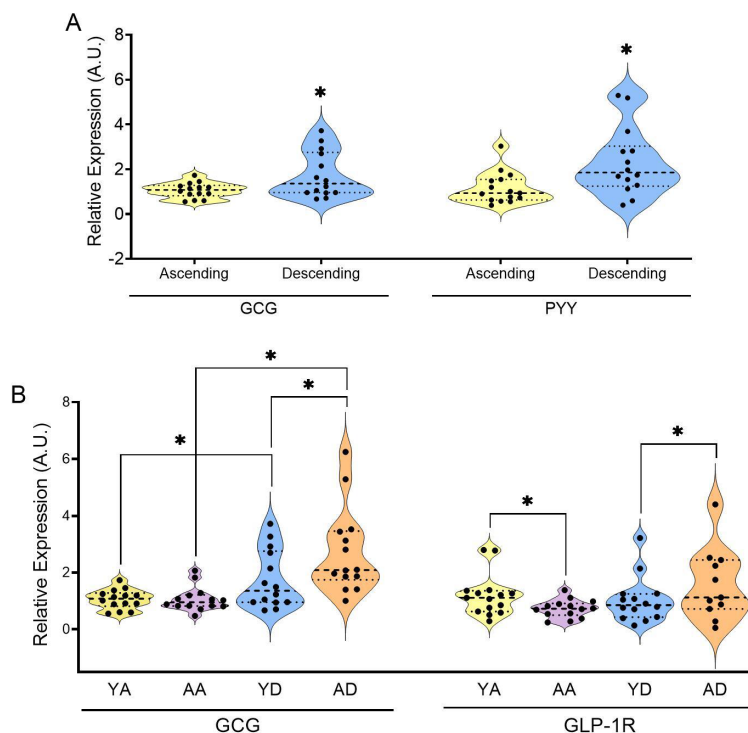 A
Relative Expression (A.U.)
8
6
4
2
0
-2
*
*
Ascending Descending Ascending Descending
GCG PYY
B
Relative Expression (A.U.)
8
6
4
2
0
*
*
*
*
*
YA AA YD AD YA AA YD AD
GCG GLP-1R